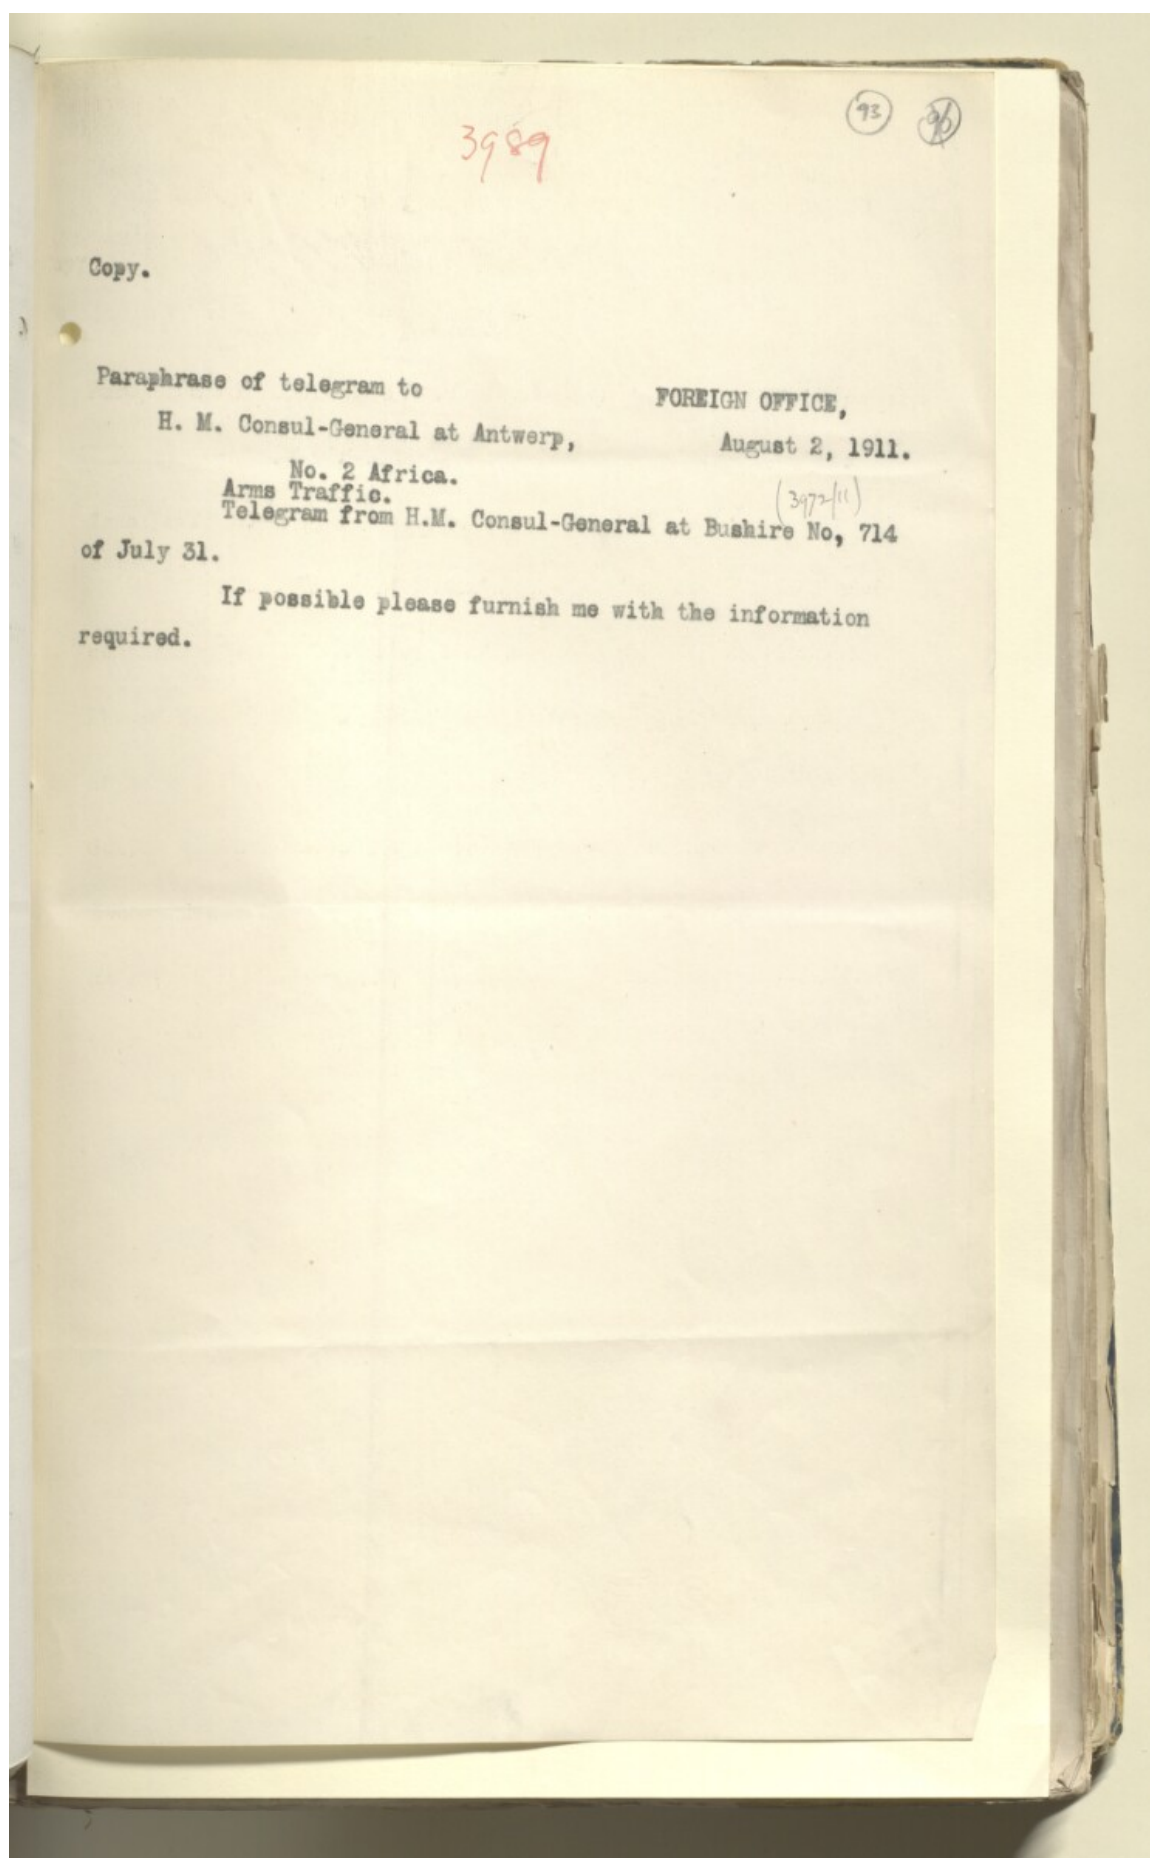 93 96
3989
Copy.
Paraphrase of telegram to FOREIGN OFFICE,
H. M. Consul-General at Antwerp, August 2, 1911.
No. 2 Africa.
Arms Traffic. (3972/11)
Telegram from H.M. Consul-General at Bushire No, 714
of July 31.
If possible please furnish me with the information
required.